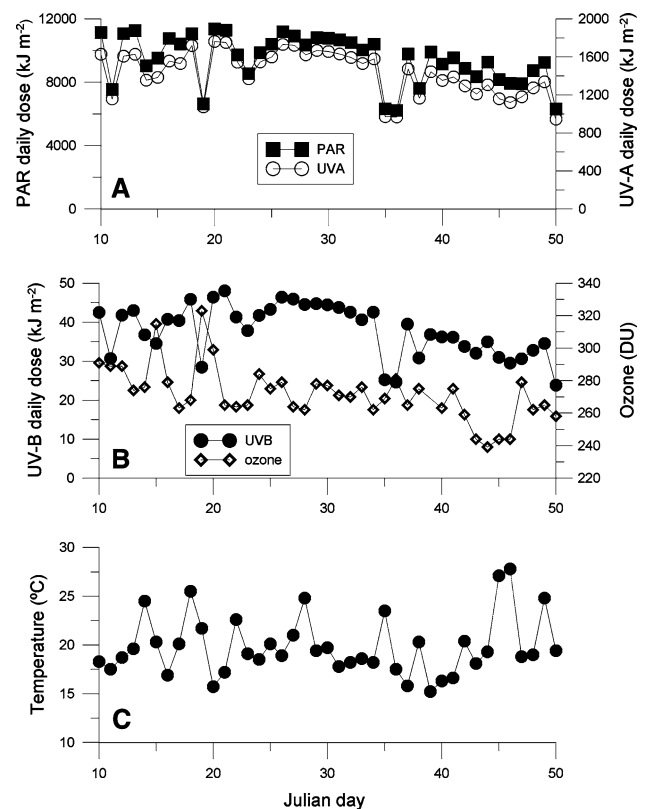 12000
8000
4000
0
PAR daily dose (kJ m-2)
2000
1600
1200
800
400
0
UV-A daily dose (kJ m-2)
PAR
UVA
A
10 20 30 40 50
50
40
30
20
10
0
UV-B daily dose (kJ m-2)
340
320
300
280
260
240
220
Ozone (DU)
UVB
ozone
B
10 20 30 40 50
30
25
20
15
10
Temperature (ºC)
C
10 20 30 40 50
Julian day